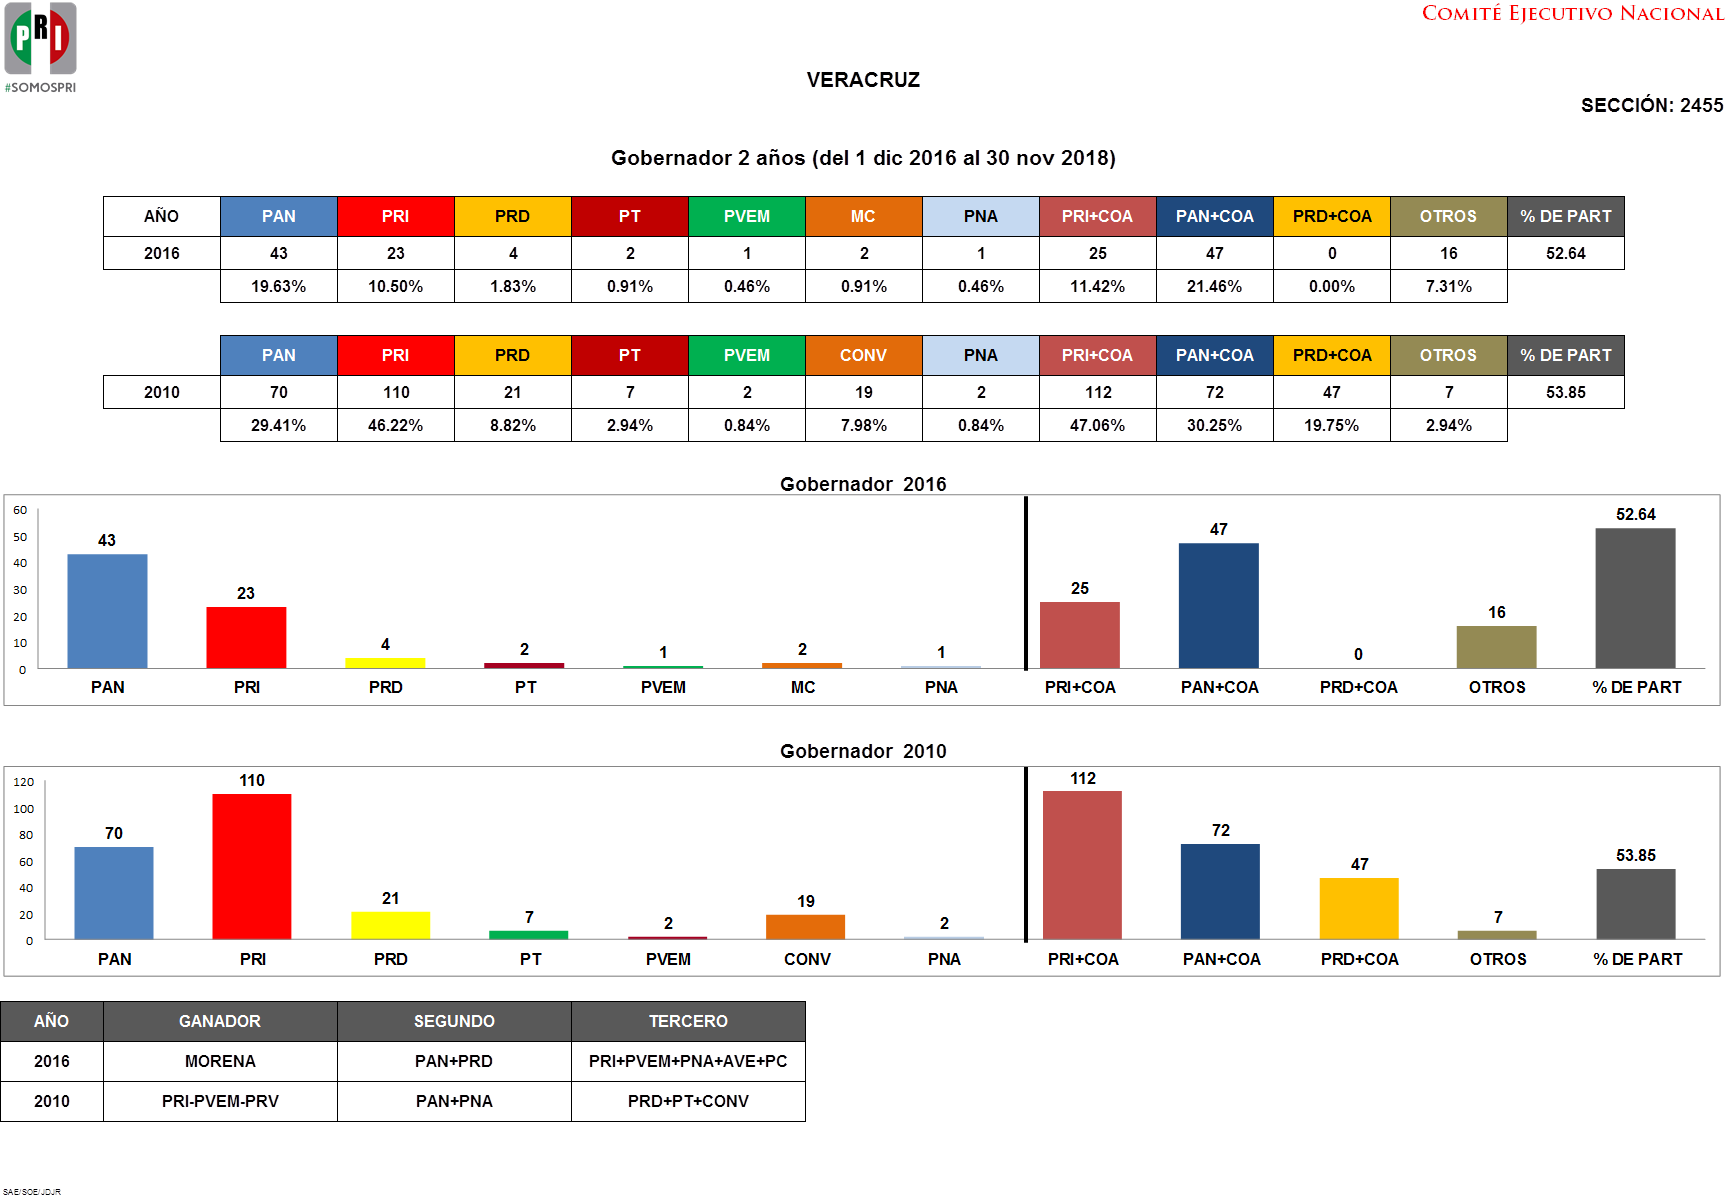 PRI
#SOMOSPRI
COMITÉ EJECUTIVO NACIONAL
VERACRUZ
SECCIÓN: 2455
Gobernador 2 años (del 1 dic 2016 al 30 nov 2018)
AÑO PAN PRI PRD PT PVEM MC PNA PRI+COA PAN+COA PRD+COA OTROS % DE PART
2016 43 23 4 2 1 2 1 25 47 0 16 52.64
19.63% 10.50% 1.83% 0.91% 0.46% 0.91% 0.46% 11.42% 21.46% 0.00% 7.31%
PAN PRI PRD PT PVEM CONV PNA PRI+COA PAN+COA PRD+COA OTROS % DE PART
2010 70 110 21 7 2 19 2 112 72 47 7 53.85
29.41% 46.22% 8.82% 2.94% 0.84% 7.98% 0.84% 47.06% 30.25% 19.75% 2.94%
Gobernador 2016
60
50
40
30
20
10
0
43 23 4 2 1 2 1 25 47 0 16 52.64
PAN PRI PRD PT PVEM MC PNA PRI+COA PAN+COA PRD+COA OTROS % DE PART
Gobernador 2010
120
100
80
60
40
20
0
70 110 21 7 2 19 2 112 72 47 7 53.85
PAN PRI PRD PT PVEM CONV PNA PRI+COA PAN+COA PRD+COA OTROS % DE PART
AÑO GANADOR SEGUNDO TERCERO
2016 MORENA PAN+PRD PRI+PVEM+PNA+AVE+PC
2010 PRI-PVEM-PRV PAN+PNA PRD+PT+CONV
SAE/SOE/JDJR